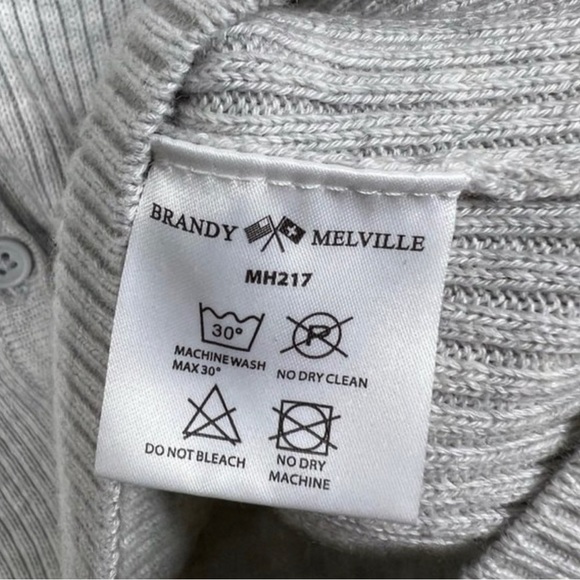 BRANDY MELVILLE
MH217
30°
P
MACHINE WASH
MAX 30°
NO DRY CLEAN
DO NOT BLEACH
NO DRY
MACHINE